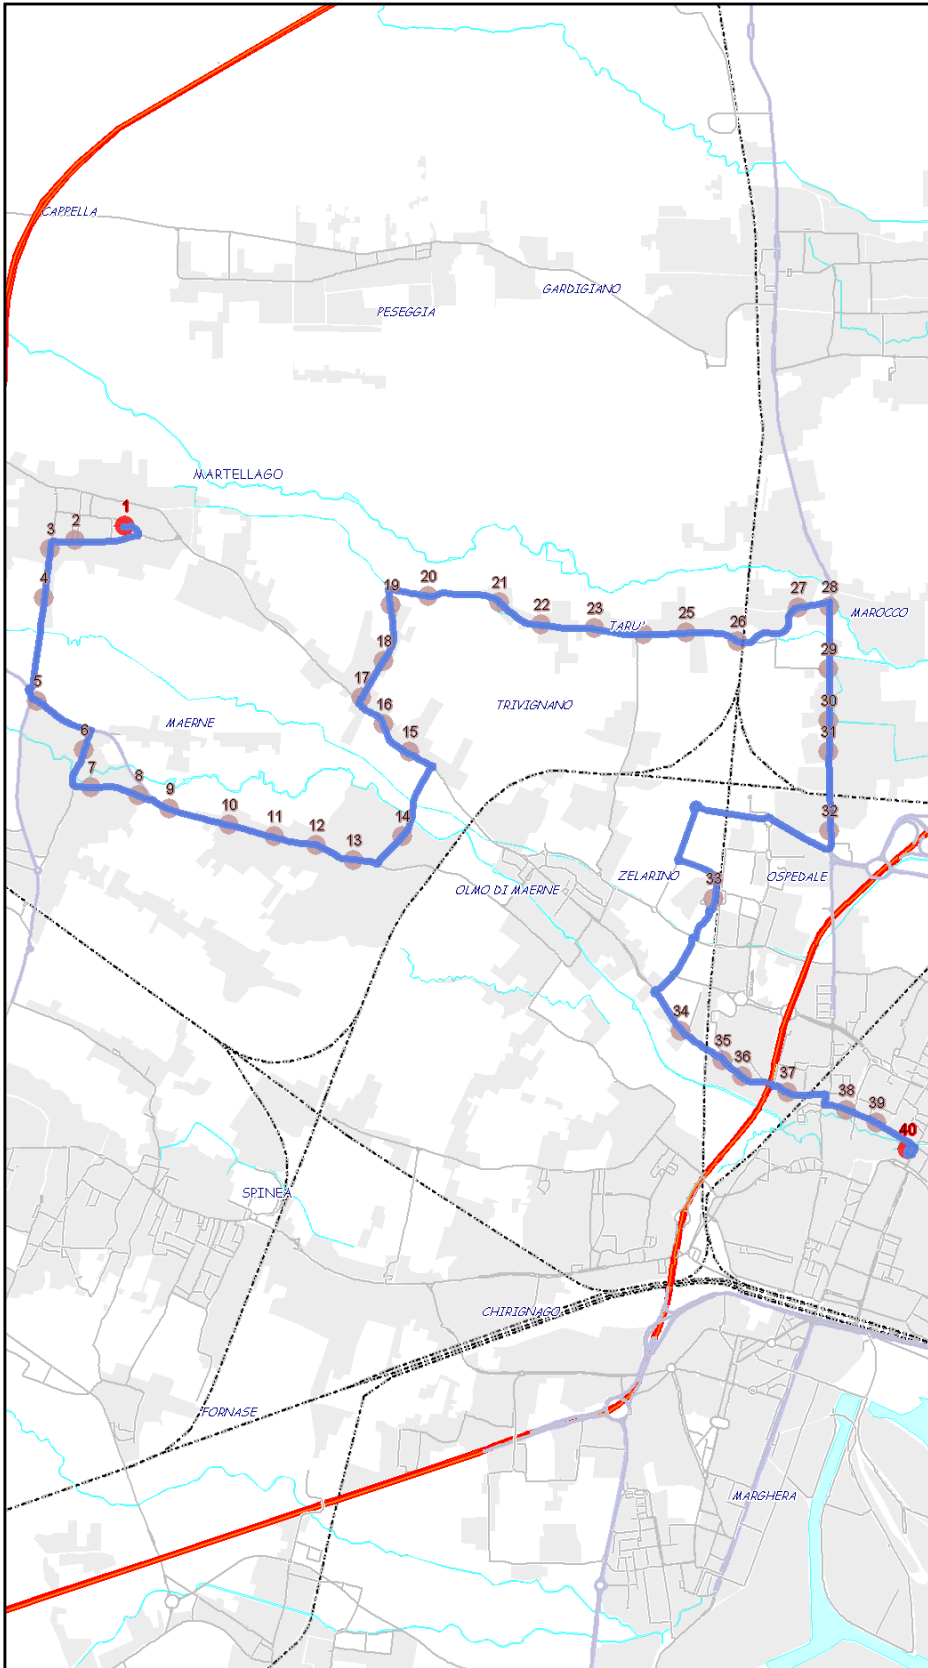 CAPPELLA
GARDIGIANO
PESEGGIA
MARTELLAGO
1
2
3
4
19
20
21
22
23
TARU'
25
26
27
28
MAROCCO
29
18
17
5
16
TRIVIGNANO
30
MAERNE
6
15
31
7
8
9
10
11
12
13
14
32
OLMO DI MAERNE
ZELARINO
33
OSPEDALE
34
35
36
37
38
39
40
SPINEA
CHIRIGNAGO
FORNASE
MARGHERA